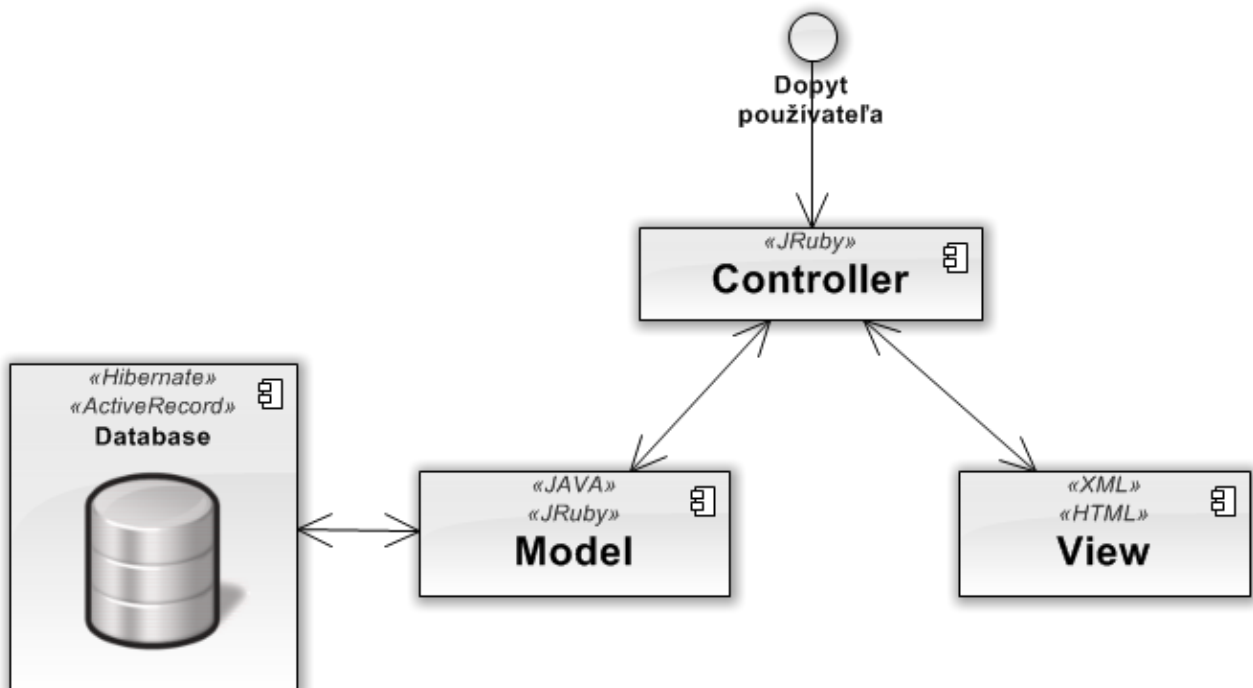 Dopyt
používateľa
«JRuby»
Controller
«Hibernate»
«ActiveRecord»
Database
«JAVA»
«JRuby»
Model
«XML»
«HTML»
View